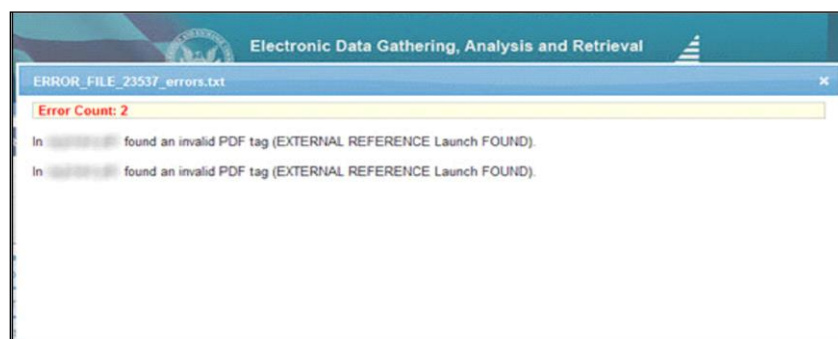 Electronic Data Gathering, Analysis and Retrieval
ERROR_FILE_23537_errors.txt
Error Count: 2
In found an invalid PDF tag (EXTERNAL REFERENCE Launch FOUND).
In found an invalid PDF tag (EXTERNAL REFERENCE Launch FOUND).